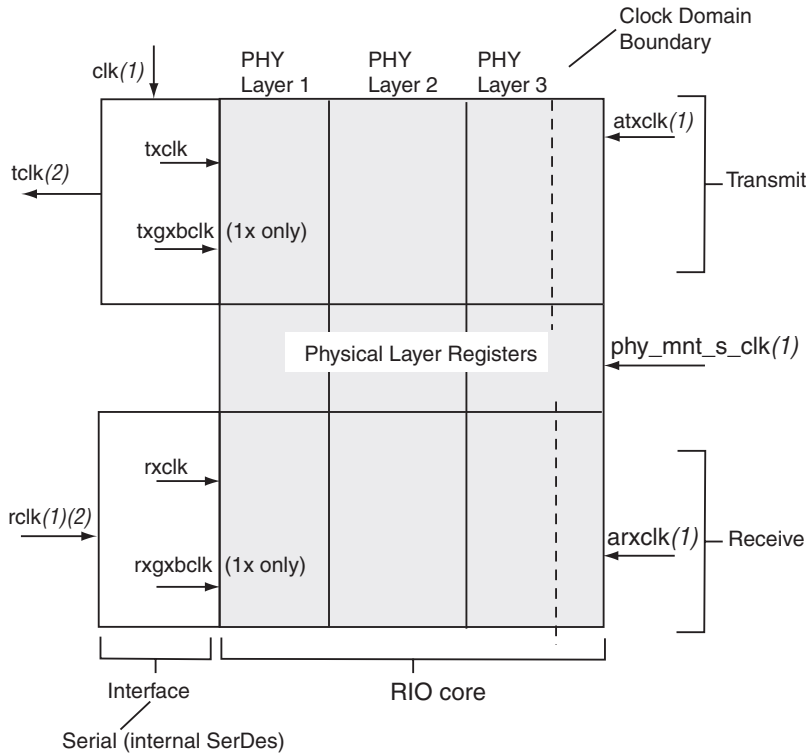 Clock Domain
Boundary
clk(1)
PHY
Layer 1
PHY
Layer 2
PHY
Layer 3
atxclk(1)
txclk
tclk(2)
Transmit
txgxbclk (1x only)
Physical Layer Registers
phy_mnt_s_clk(1)
rxclk
rclk(1)(2)
arxclk(1)
Receive
rxgxbclk (1x only)
Interface
RIO core
Serial (internal SerDes)